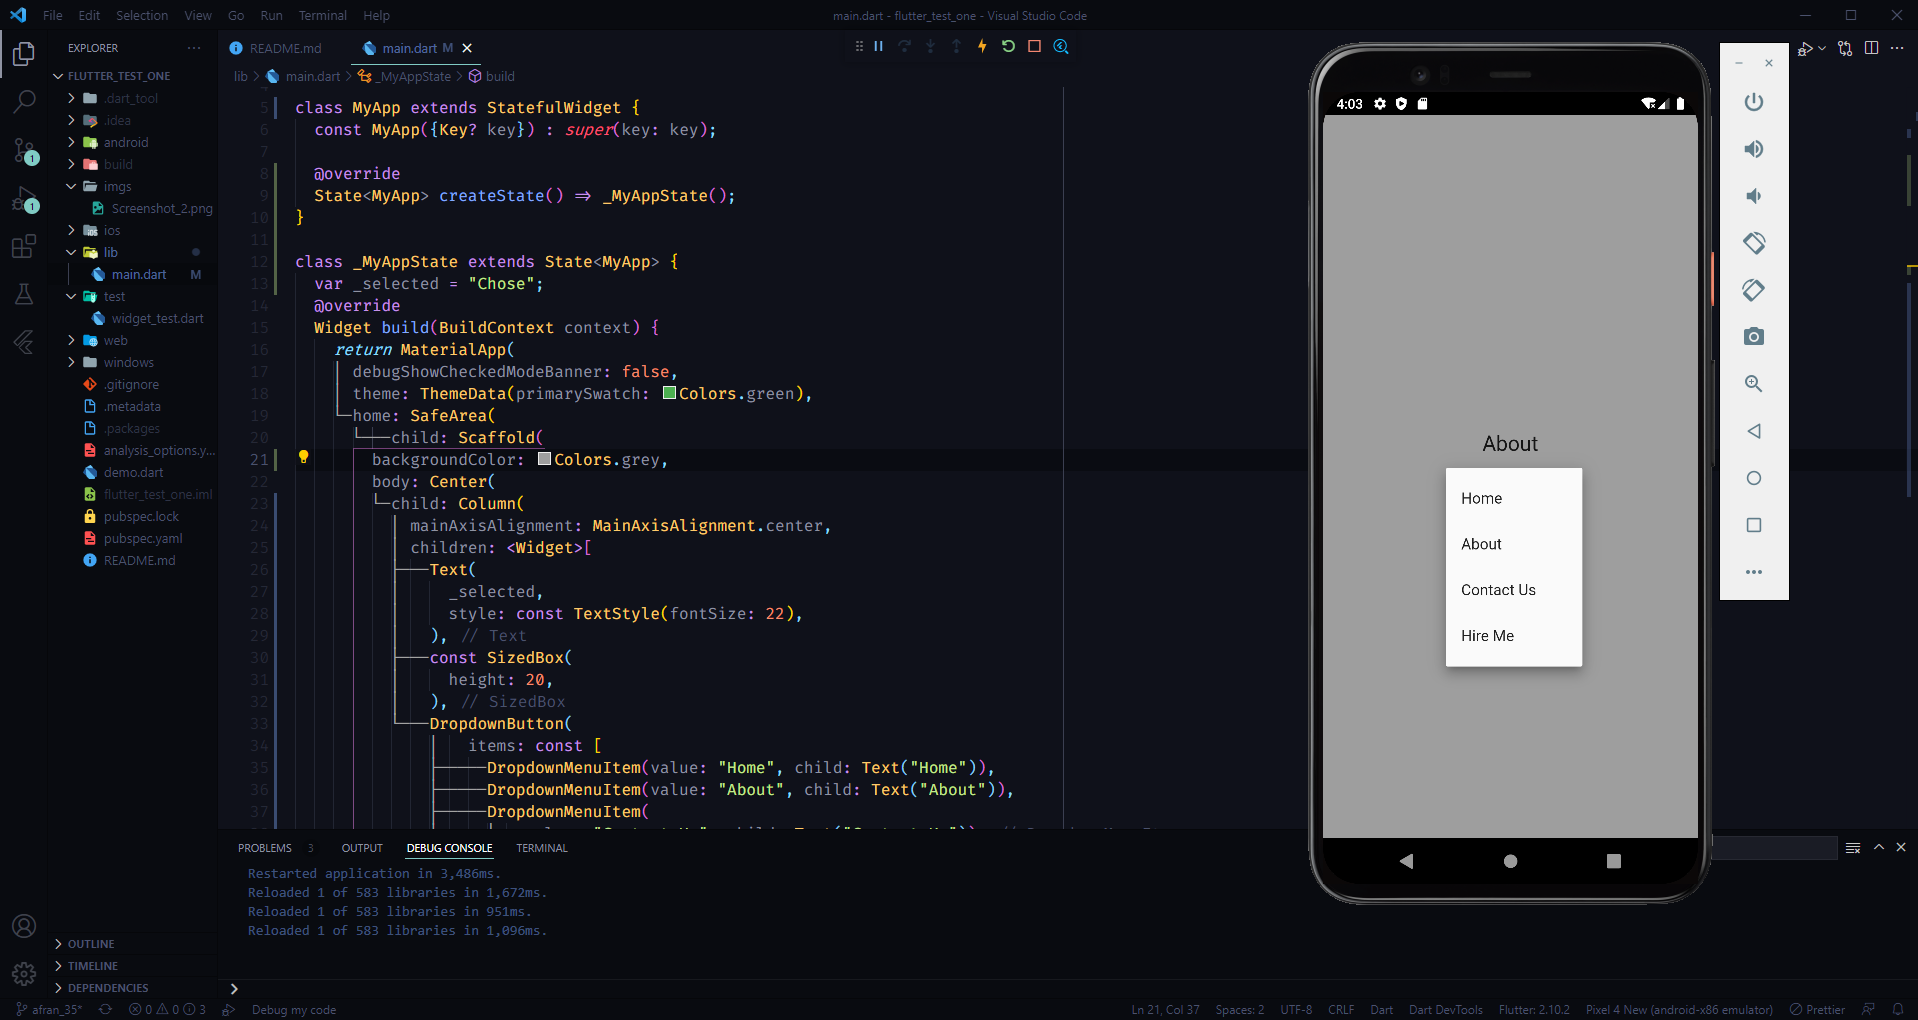 File Edit Selection View Go Run Terminal Help
main.dart - flutter_test_one - Visual Studio Code
EXPLORER
FLUTTER_TEST_ONE
.dart_tool
.idea
android
build
imgs
Screenshot_2.png
ios
lib
main.dart M
test
widget_test.dart
web
windows
.gitignore
.metadata
.packages
analysis_options.y...
demo.dart
flutter_test_one.iml
pubspec.lock
pubspec.yaml
README.md
OUTLINE
TIMELINE
DEPENDENCIES
1
1
README.md
main.dart M
lib > main.dart > _MyAppState > build
5 class MyApp extends StatefulWidget {
6 const MyApp({Key? key}) : super(key: key);
7
8 @override
9 State<MyApp> createState() => _MyAppState();
10 }
11
12 class _MyAppState extends State<MyApp> {
13 var _selected = "Chose";
14 @override
15 Widget build(BuildContext context) {
16 return MaterialApp(
17 debugShowCheckedModeBanner: false,
18 theme: ThemeData(primarySwatch: Colors.green),
19 home: SafeArea(
20 child: Scaffold(
21 backgroundColor: Colors.grey,
22 body: Center(
23 child: Column(
24 mainAxisAlignment: MainAxisAlignment.center,
25 children: <Widget>[
26 Text(
27 _selected,
28 style: const TextStyle(fontSize: 22),
29 ), // Text
30 const SizedBox(
31 height: 20,
32 ), // SizedBox
33 DropdownButton(
34 items: const [
35 DropdownMenuItem(value: "Home", child: Text("Home")),
36 DropdownMenuItem(value: "About", child: Text("About")),
37 DropdownMenuItem(
PROBLEMS 3 OUTPUT DEBUG CONSOLE TERMINAL
Restarted application in 3,486ms.
Reloaded 1 of 583 libraries in 1,672ms.
Reloaded 1 of 583 libraries in 951ms.
Reloaded 1 of 583 libraries in 1,096ms.
4:03
About
Home
About
Contact Us
Hire Me
afran_35* 0 0 3 Debug my code
Ln 21, Col 37 Spaces: 2 UTF-8 CRLF Dart Dart DevTools Flutter: 2.10.2 Pixel 4 New (android-x86 emulator) Prettier